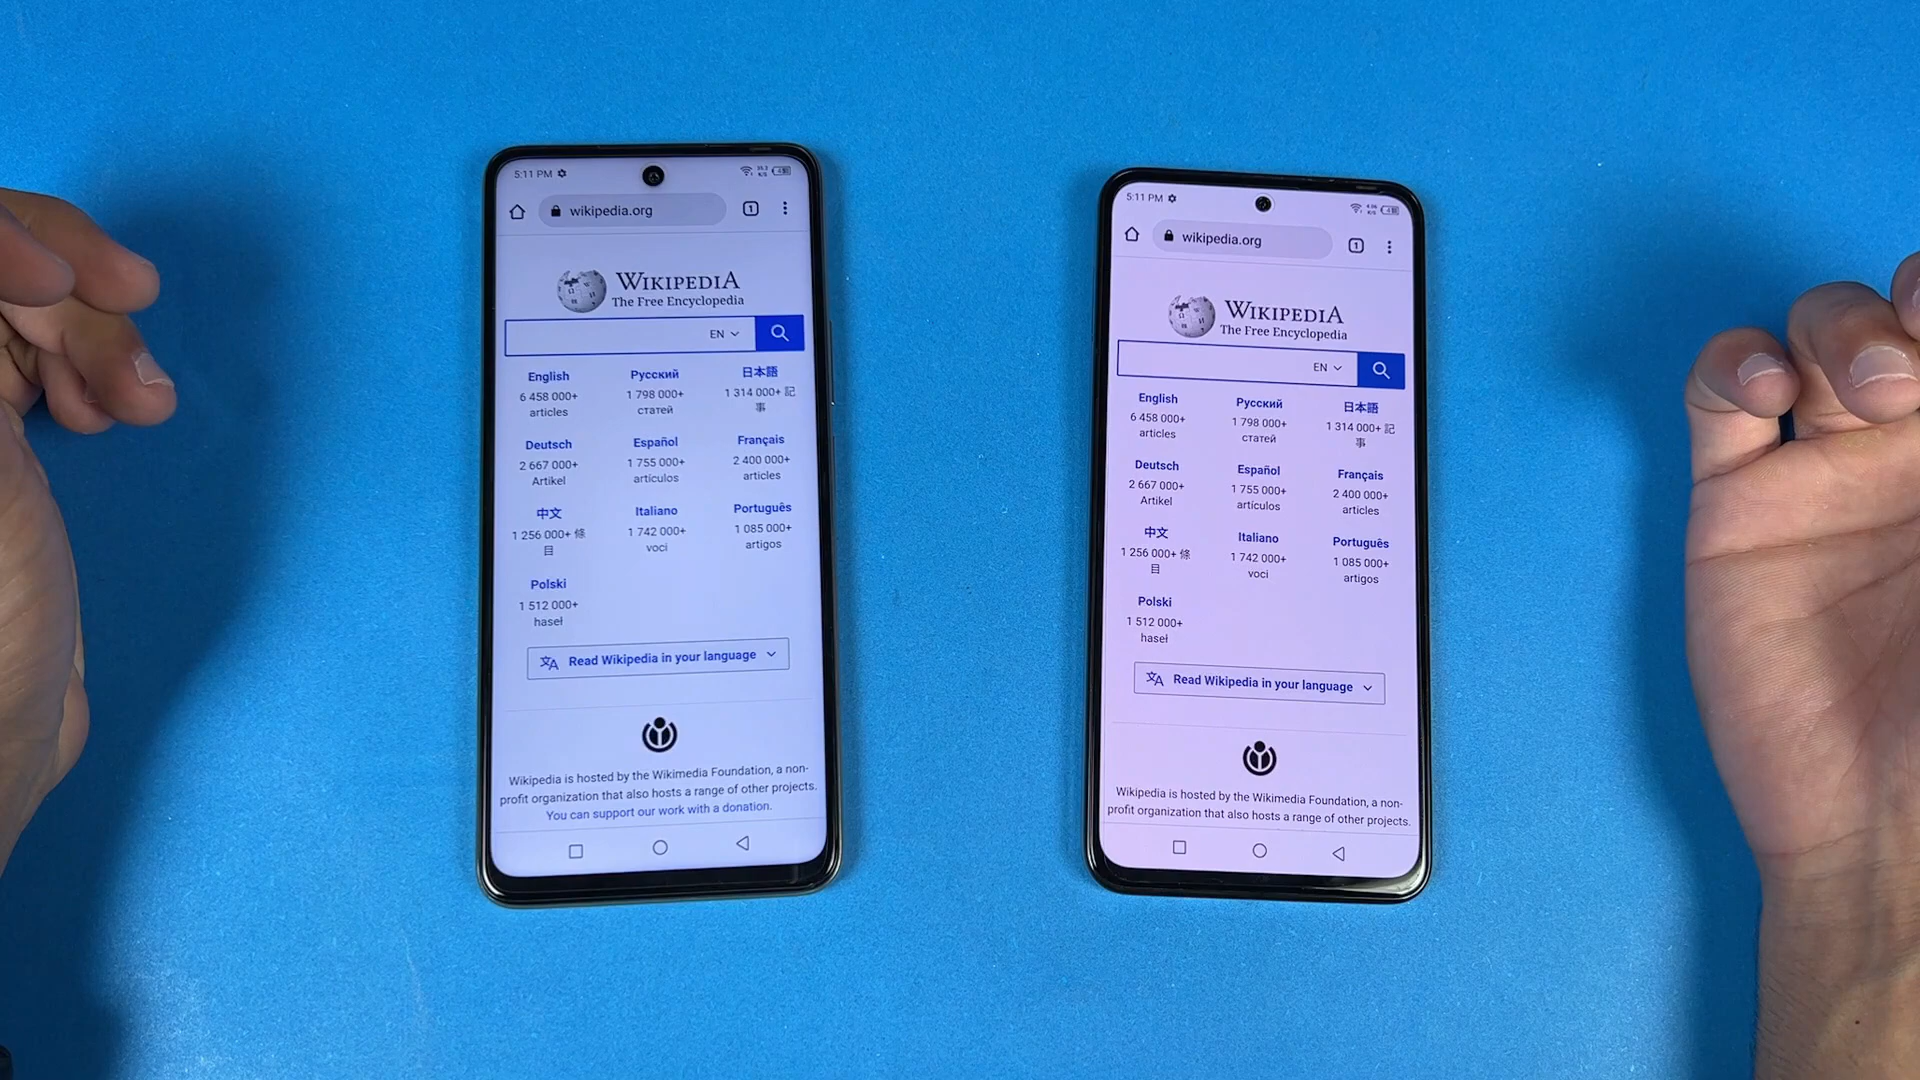 5:11 PM
wikipedia.org
1
WIKIPEDIA
The Free Encyclopedia
EN
English
6 458 000+
articles
Русский
1 798 000+
статей
日本語
1 314 000+ 記
事
Deutsch
2 667 000+
Artikel
Español
1 755 000+
artículos
Français
2 400 000+
articles
中文
1 256 000+ 條
目
Italiano
1 742 000+
voci
Português
1 085 000+
artigos
Polski
1 512 000+
haseł
Read Wikipedia in your language
Wikipedia is hosted by the Wikimedia Foundation, a non-
profit organization that also hosts a range of other projects.
You can support our work with a donation.
5:11 PM
wikipedia.org
1
WIKIPEDIA
The Free Encyclopedia
EN
English
6 458 000+
articles
Русский
1 798 000+
статей
日本語
1 314 000+ 記
事
Deutsch
2 667 000+
Artikel
Español
1 755 000+
artículos
Français
2 400 000+
articles
中文
1 256 000+ 條
目
Italiano
1 742 000+
voci
Português
1 085 000+
artigos
Polski
1 512 000+
haseł
Read Wikipedia in your language
Wikipedia is hosted by the Wikimedia Foundation, a non-
profit organization that also hosts a range of other projects.